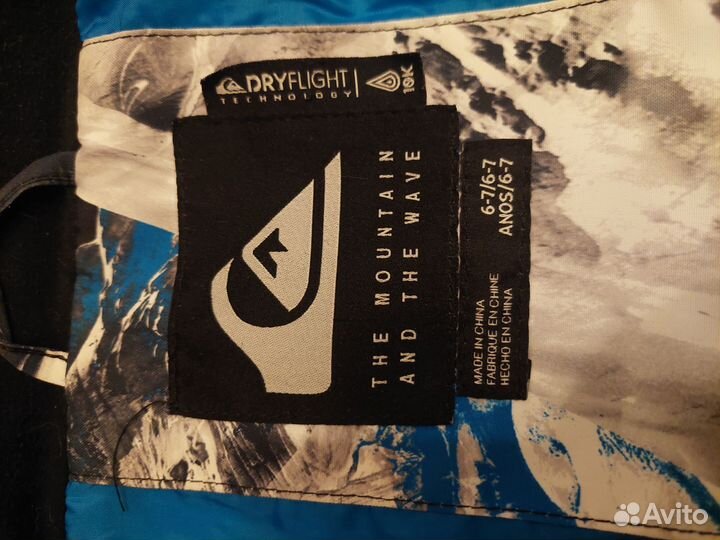 DRYFLIGHT
TECHNOLOGY
10K
THE MOUNTAIN
AND THE WAVE
6-7/6-7
ANOS/6-7
MADE IN CHINA
FABRIQUE EN CHINE
HECHO EN CHINA
Avito